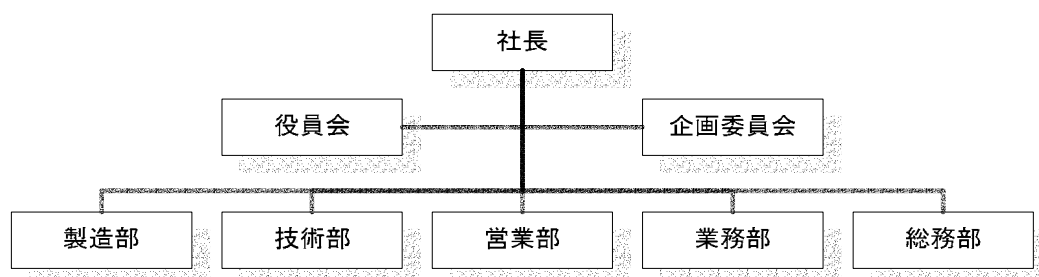 社長
役員会
企画委員会
製造部
技術部
営業部
業務部
総務部